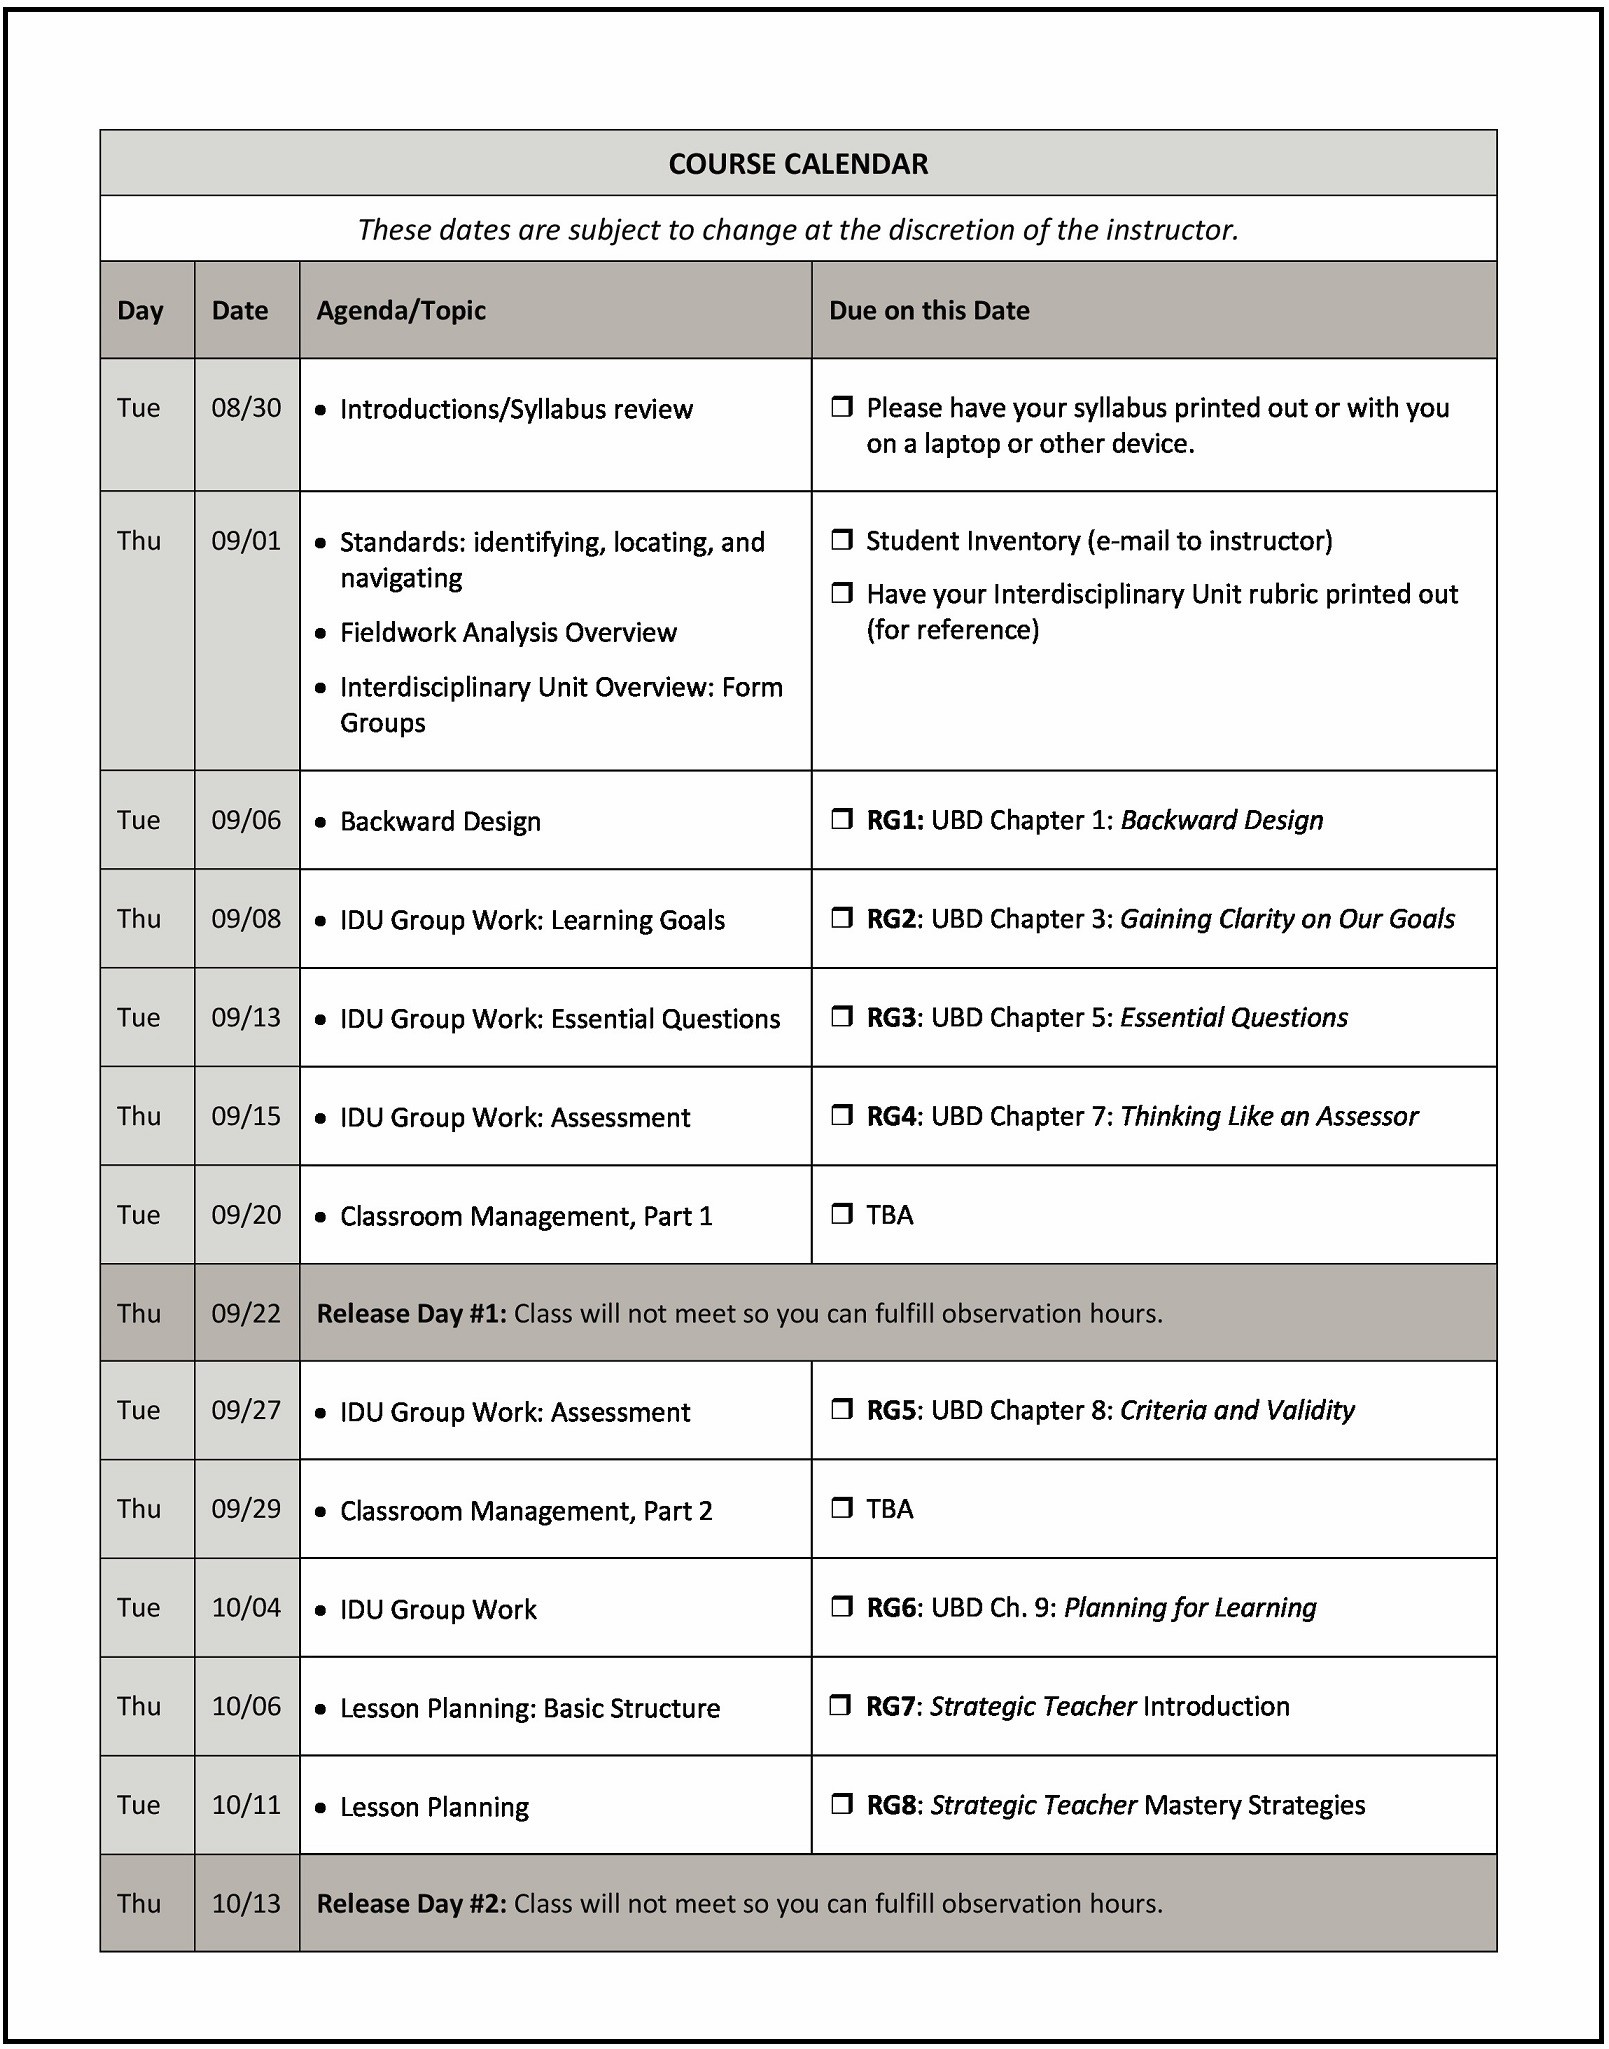 COURSE CALENDAR
These dates are subject to change at the discretion of the instructor.
Day Date Agenda/Topic Due on this Date
Tue 08/30 • Introductions/Syllabus review ❒ Please have your syllabus printed out or with you
on a laptop or other device.
Thu 09/01 • Standards: identifying, locating, and
navigating
• Fieldwork Analysis Overview
• Interdisciplinary Unit Overview: Form
Groups
❒ Student Inventory (e-mail to instructor)
❒ Have your Interdisciplinary Unit rubric printed out
(for reference)
Tue 09/06 • Backward Design ❒ RG1: UBD Chapter 1: Backward Design
Thu 09/08 • IDU Group Work: Learning Goals ❒ RG2: UBD Chapter 3: Gaining Clarity on Our Goals
Tue 09/13 • IDU Group Work: Essential Questions ❒ RG3: UBD Chapter 5: Essential Questions
Thu 09/15 • IDU Group Work: Assessment ❒ RG4: UBD Chapter 7: Thinking Like an Assessor
Tue 09/20 • Classroom Management, Part 1 ❒ TBA
Thu 09/22 Release Day #1: Class will not meet so you can fulfill observation hours.
Tue 09/27 • IDU Group Work: Assessment ❒ RG5: UBD Chapter 8: Criteria and Validity
Thu 09/29 • Classroom Management, Part 2 ❒ TBA
Tue 10/04 • IDU Group Work ❒ RG6: UBD Ch. 9: Planning for Learning
Thu 10/06 • Lesson Planning: Basic Structure ❒ RG7: Strategic Teacher Introduction
Tue 10/11 • Lesson Planning ❒ RG8: Strategic Teacher Mastery Strategies
Thu 10/13 Release Day #2: Class will not meet so you can fulfill observation hours.